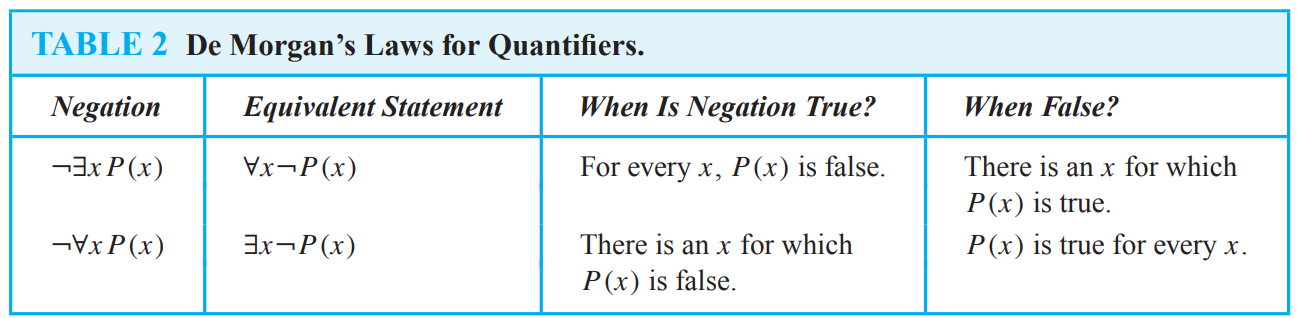 TABLE 2 De Morgan's Laws for Quantifiers.
Negation Equivalent Statement When Is Negation True? When False?
¬∃x P(x) ∀x¬P(x) For every x, P(x) is false. There is an x for which
P(x) is true.
¬∀x P(x) ∃x¬P(x) There is an x for which P(x) is true for every x.
P(x) is false.